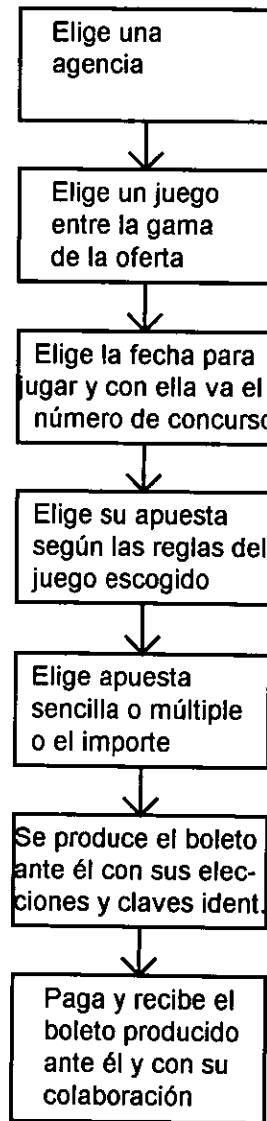 Elige una
agencia
Elige un juego
entre la gama
de la oferta
Elige la fecha para
jugar y con ella va el
número de concurso
Elige su apuesta
según las reglas del
juego escogido
Elige apuesta
sencilla o múltiple
o el importe
Se produce el boleto
ante él con sus elec-
ciones y claves ident.
Paga y recibe el
boleto producido
ante él y con su
colaboración